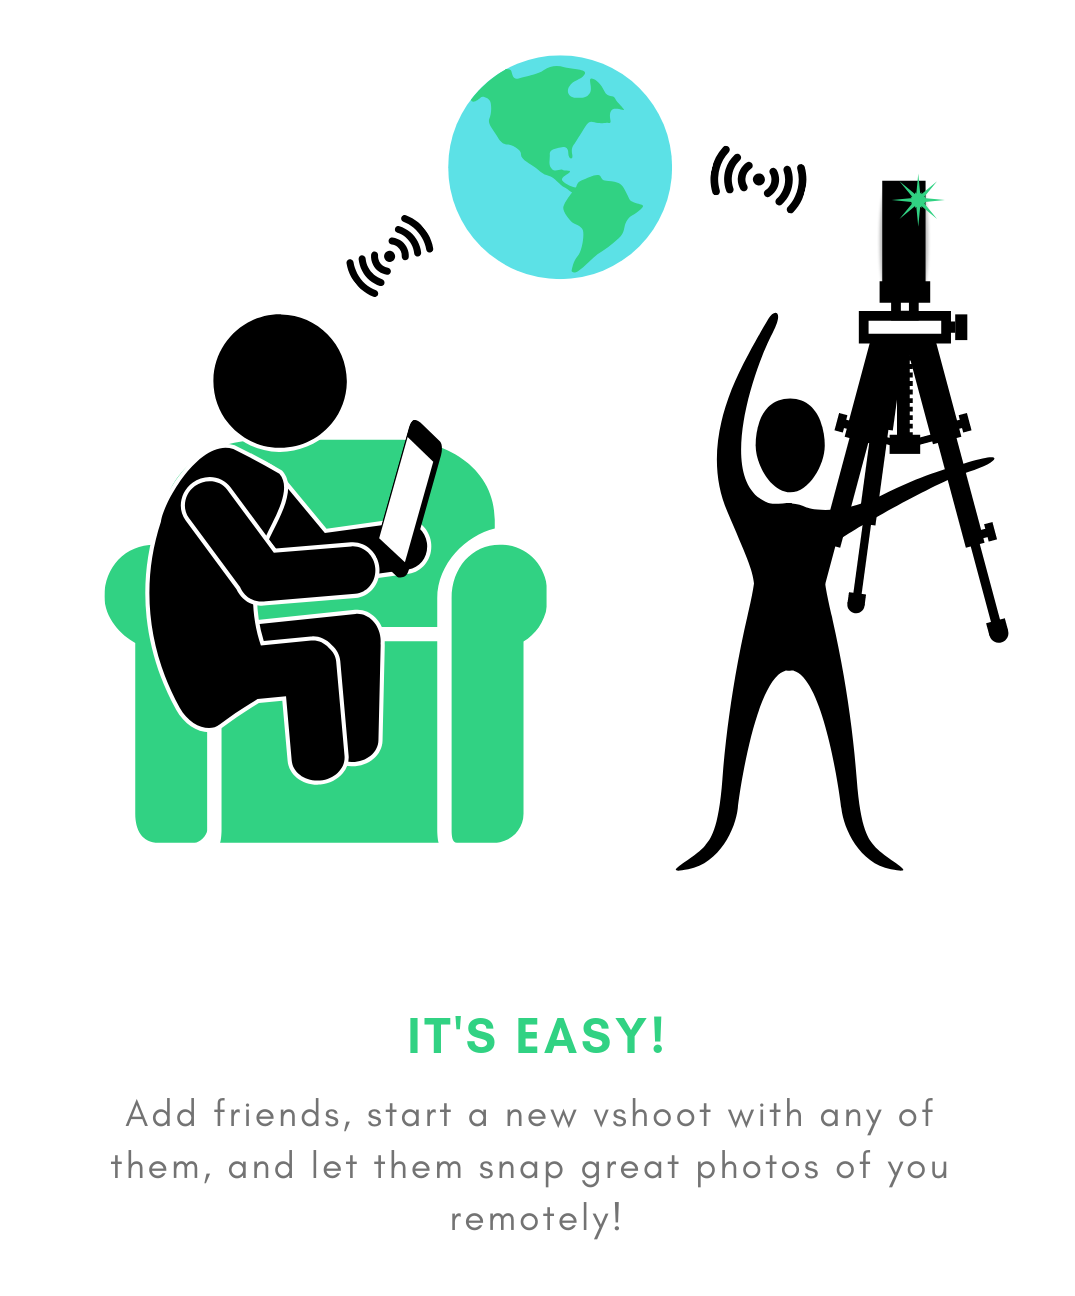 IT'S EASY!
Add friends, start a new vshoot with any of
them, and let them snap great photos of you
remotely!